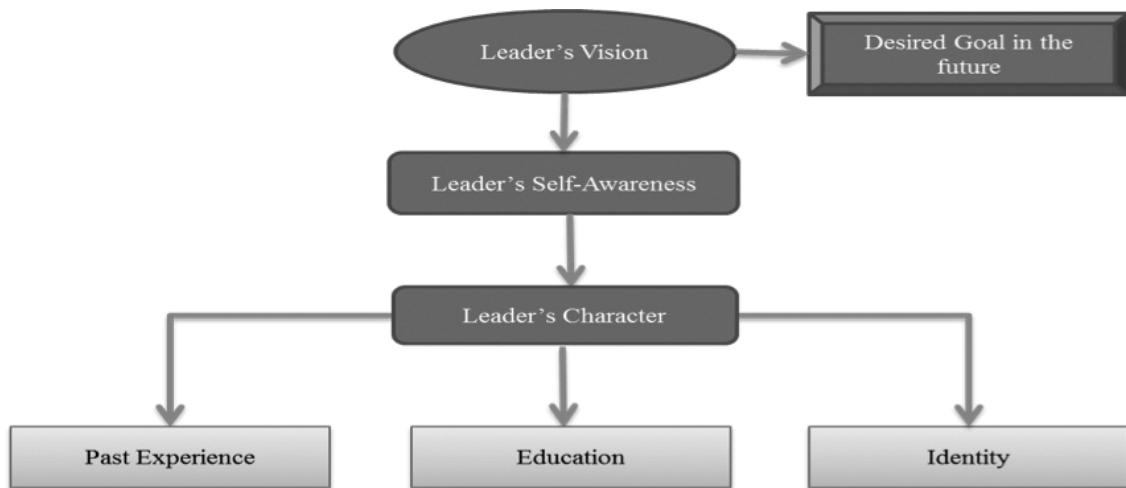 Leader’s Vision
Desired Goal in the
future
Leader’s Self-Awareness
Leader’s Character
Past Experience
Education
Identity